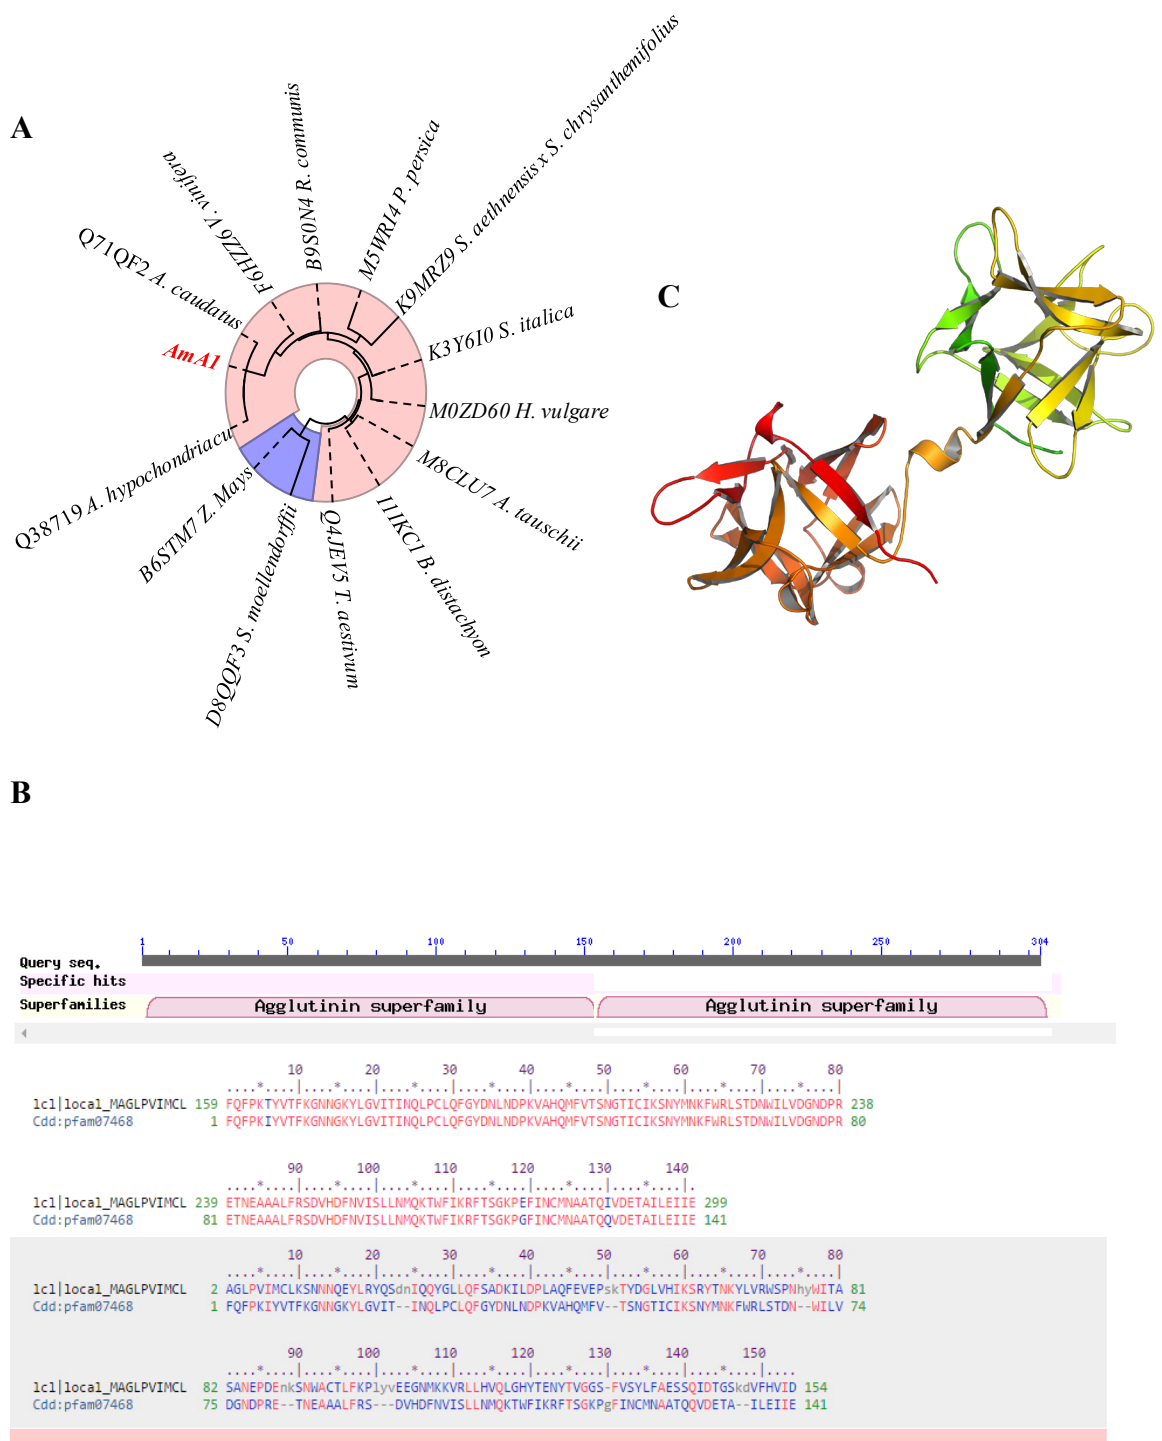 A
Q71QF2 A. caudatus
F6HZZ6 V. vinifera
B9S0N4 R. communis
M5WRI4 P. persica
K9MRZ9 S. aethnensis x S. chrysanthemifolius
K3Y6I0 S. italica
M0ZD60 H. vulgare
M8CLU7 A. tauschii
I1IKC1 B. distachyon
Q4JEV5 T. aestivum
D8QQF3 S. moellendorffii
B6STM7 Z. Mays
Q38719 A. hypochondriacu
AmA1
C
B
1 50 100 150 200 250 304
Query seq.
Specific hits
Superfamilies Agglutinin superfamily Agglutinin superfamily
10 20 30 40 50 60 70 80
....*....|....*....|....*....|....*....|....*....|....*....|....*....|....*....|
lcl|local_MAGLPVIMCL 159 FQFPKTYVTFKGNNGKYLGVITINQLPCLQFGYDNLNDPKVAHQMFVTSNGTICIKSNYMNKFWRLSTDNWILVDGNDPR 238
Cdd:pfam07468 1 FQFPKIYVTFKGNNGKYLGVITINQLPCLQFGYDNLNDPKVAHQMFVTSNGTICIKSNYMNKFWRLSTDNWILVDGNDPR 80
90 100 110 120 130 140
....*....|....*....|....*....|....*....|....*....|....*....|.
lcl|local_MAGLPVIMCL 239 ETNEAAALFRSDVHDFNVISLLNMQKTWFIKRFTSGKPEFINCMNAATQIVDETAILEIIE 299
Cdd:pfam07468 81 ETNEAAALFRSDVHDFNVISLLNMQKTWFIKRFTSGKPGFINCMNAATQQVDETAILEIIE 141
10 20 30 40 50 60 70 80
....*....|....*....|....*....|....*....|....*....|....*....|....*....|....*....|
lcl|local_MAGLPVIMCL 2 AGLPVIMCLKSNNNQEYLRYQSdnIQQYGLLQFSADKILDPLAQFEVEPskTYDGLVHIKSRYTNKYLVRWSPNhyWITA 81
Cdd:pfam07468 1 FQFPKIYVTFKGNNGKYLGVIT--INQLPCLQFGYDNLNDPKVAHQMFV--TSNGTICIKSNYMNKFWRLSTDN--WILV 74
90 100 110 120 130 140 150
....*....|....*....|....*....|....*....|....*....|....*....|....*....|....
lcl|local_MAGLPVIMCL 82 SANEPDEnkSNWACTLFKPlyvEEGNMKKVRLLHVQLGHYTENYTVGGS-FVSYLFAESSQIDTGSkdVFHVID 154
Cdd:pfam07468 75 DGNDPRE--TNEAAALFRS---DVHDFNVISLLNMQKTWFIKRFTSGKPgFINCMNAATQQVDETA--ILEIIE 141